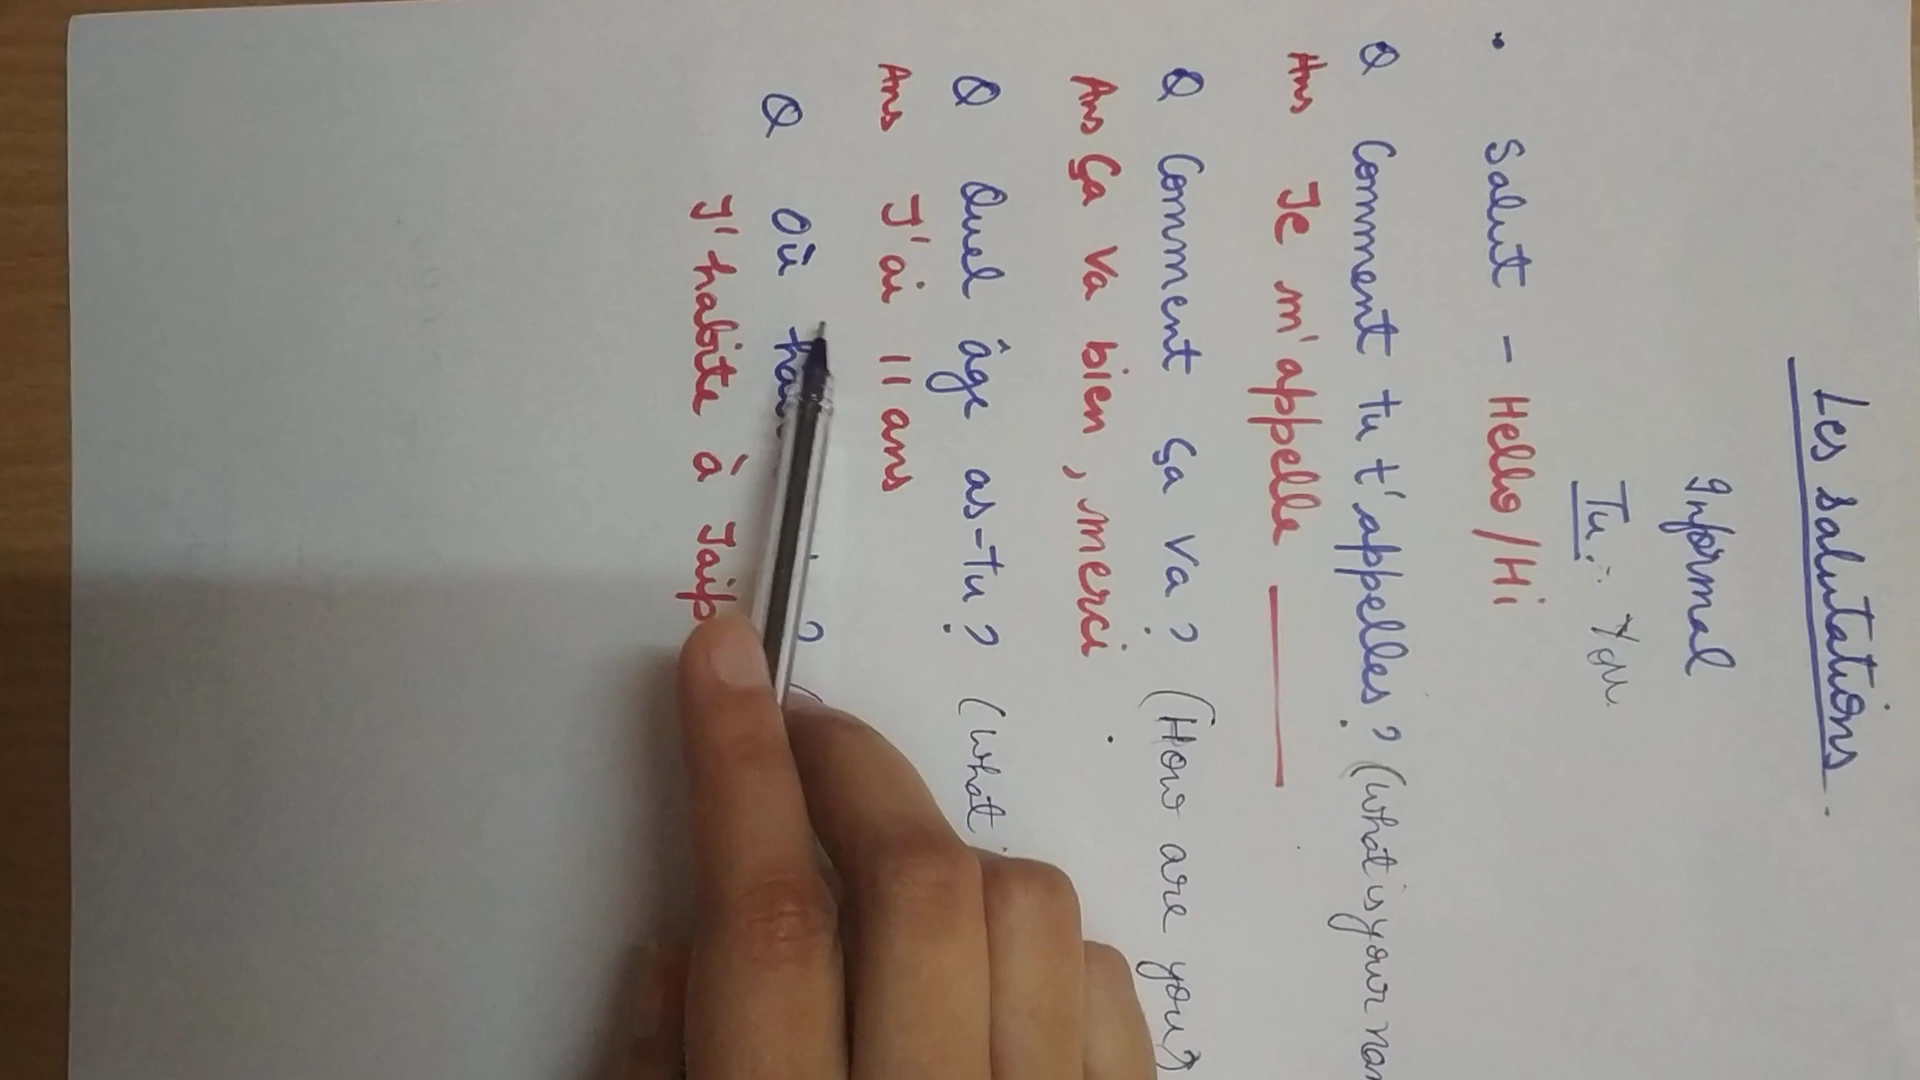 Les salutations
Informal
Tu :- You
• Salut - Hello/Hi
Q Comment tu t'appelles? (What is your
Ans Je m'appelle ______
Q Comment ça va? (How are you?)
Ans Ça va bien, merci
Q Quel âge as-tu? (What
Ans J'ai 11 ans
Q Où ?
J'habite à